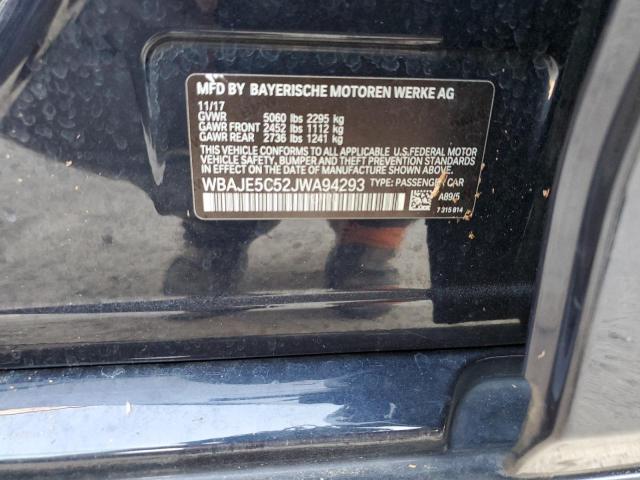 MFD BY BAYERISCHE MOTOREN WERKE AG
11/17
GVWR 5060 lbs 2295 kg
GAWR FRONT 2452 lbs 1112 kg
GAWR REAR 2736 lbs 1241 kg
THIS VEHICLE CONFORMS TO ALL APPLICABLE U.S.FEDERAL MOTOR
VEHICLE SAFETY, BUMPER AND THEFT PREVENTION STANDARDS
IN EFFECT ON THE DATE OF MANUFACTURE SHOWN ABOVE.
WBAJE5C52JWA94293 TYPE: PASSENGER CAR
A89/5
7 315 814